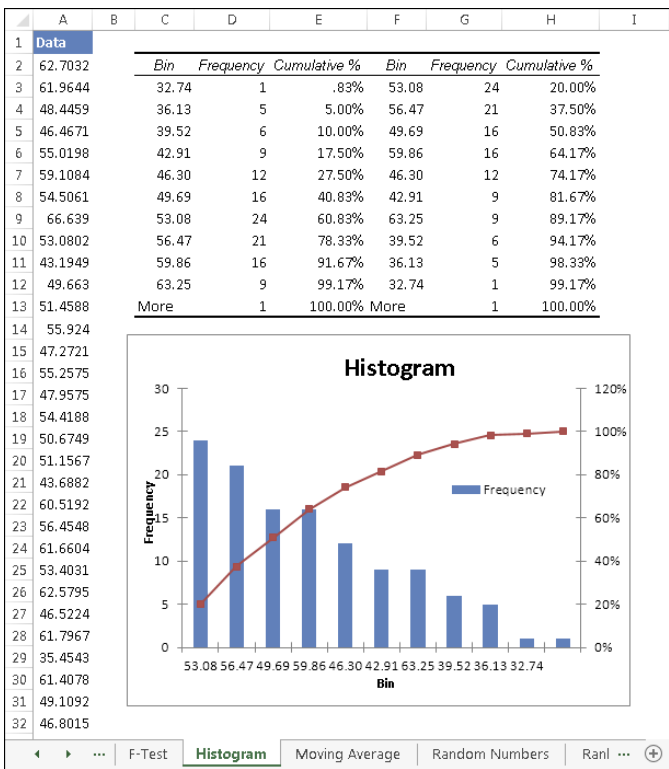 A B C D E F G H I
1 Data
2 62.7032 Bin Frequency Cumulative % Bin Frequency Cumulative %
3 61.9644 32.74 1 .83% 53.08 24 20.00%
4 48.4459 36.13 5 5.00% 56.47 21 37.50%
5 46.4671 39.52 6 10.00% 49.69 16 50.83%
6 55.0198 42.91 9 17.50% 59.86 16 64.17%
7 59.1084 46.30 12 27.50% 46.30 12 74.17%
8 54.5061 49.69 16 40.83% 42.91 9 81.67%
9 66.639 53.08 24 60.83% 63.25 9 89.17%
10 53.0802 56.47 21 78.33% 39.52 6 94.17%
11 43.1949 59.86 16 91.67% 36.13 5 98.33%
12 49.663 63.25 9 99.17% 32.74 1 99.17%
13 51.4588 More 1 100.00% More 1 100.00%
14 55.924
15 47.2721
16 55.2575
17 47.9575
18 54.4188
19 50.6749
20 51.1567
21 43.6882
22 60.5192
23 56.4548
24 61.6604
25 53.4031
26 62.5795
27 46.5224
28 61.7967
29 35.4543
30 61.4078
31 49.1092
32 46.8015
Histogram
30 120%
25 100%
20 80%
15 60%
10 40%
5 20%
0 0%
Frequency
Frequency
53.08 56.47 49.69 59.86 46.30 42.91 63.25 39.52 36.13 32.74
Bin
... F-Test Histogram Moving Average Random Numbers Ranl ...